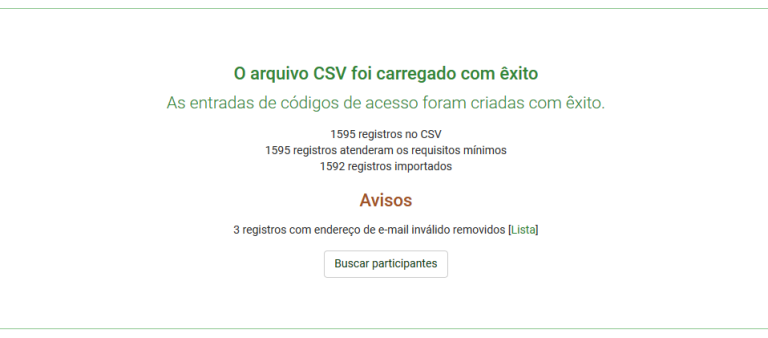 O arquivo CSV foi carregado com êxito
As entradas de códigos de acesso foram criadas com êxito.
1595 registros no CSV
1595 registros atenderam os requisitos mínimos
1592 registros importados
Avisos
3 registros com endereço de e-mail inválido removidos [Lista]
Buscar participantes